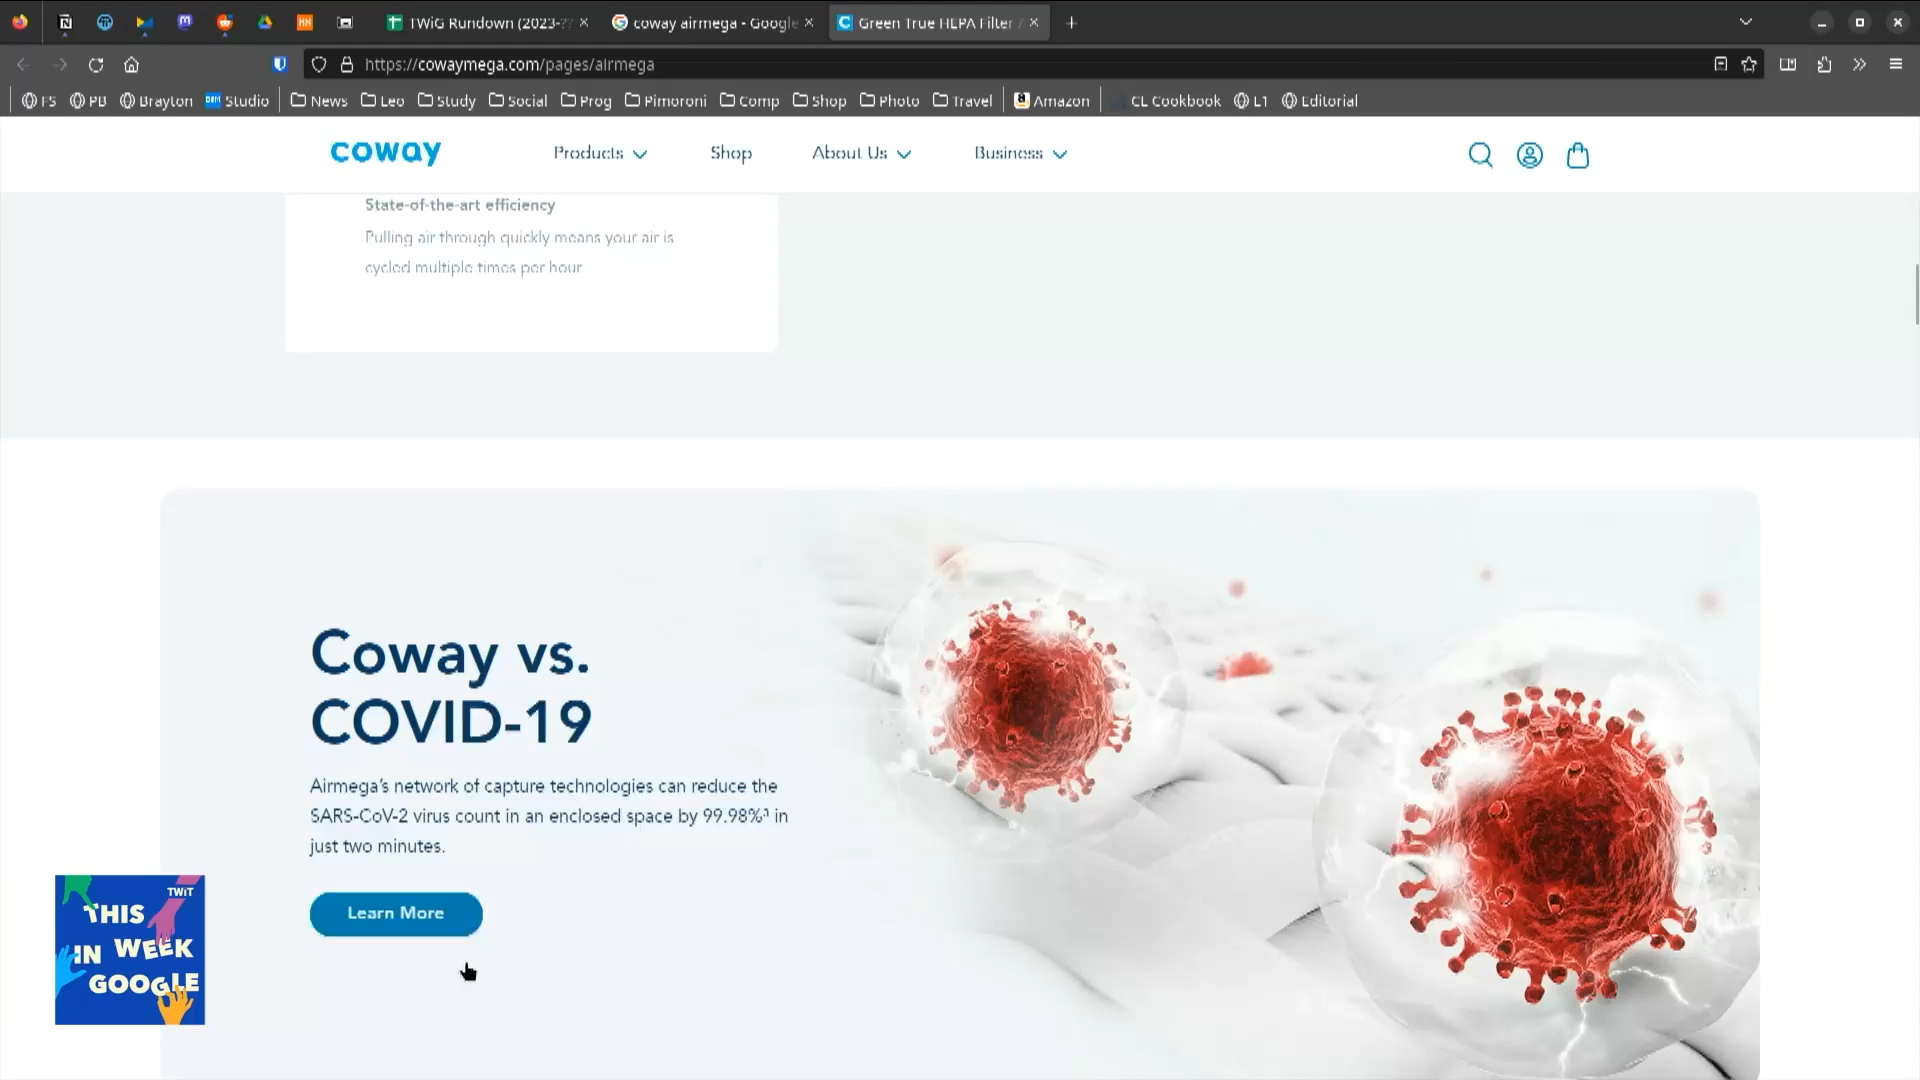 TWiG Rundown (2023-
coway airmega - Google
Green True HEPA Filter
https://cowaymega.com/pages/airmega
FS PB Brayton Studio News Leo Study Social Prog Pimoroni Comp Shop Photo Travel Amazon CL Cookbook L1 Editorial
coway Products Shop About Us Business
State-of-the-art efficiency
Pulling air through quickly means your air is
cycled multiple times per hour
Coway vs.
COVID-19
Airmega's network of capture technologies can reduce the
SARS-CoV-2 virus count in an enclosed space by 99.98%³ in
just two minutes.
Learn More
TWiT
THIS
IN WEEK
GOOGLE